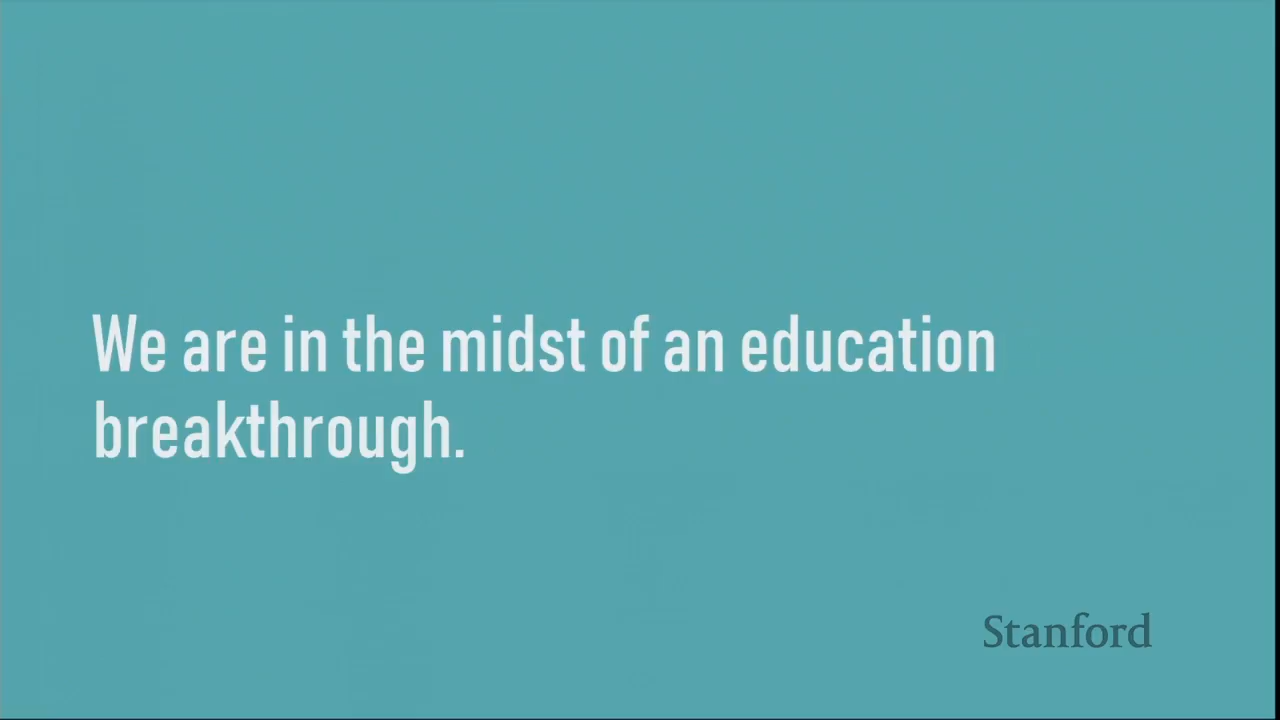 We are in the midst of an education
breakthrough.
Stanford